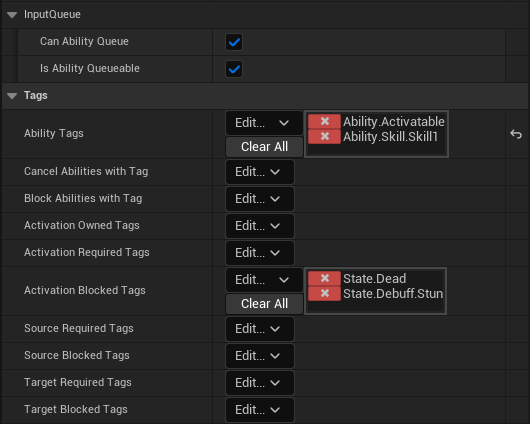 InputQueue
Can Ability Queue
Is Ability Queueable
Tags
Ability Tags
Edit...
Clear All
Ability.Activatable
Ability.Skill.Skill1
Cancel Abilities with Tag
Edit...
Block Abilities with Tag
Edit...
Activation Owned Tags
Edit...
Activation Required Tags
Edit...
Activation Blocked Tags
Edit...
Clear All
State.Dead
State.Debuff.Stun
Source Required Tags
Edit...
Source Blocked Tags
Edit...
Target Required Tags
Edit...
Target Blocked Tags
Edit...